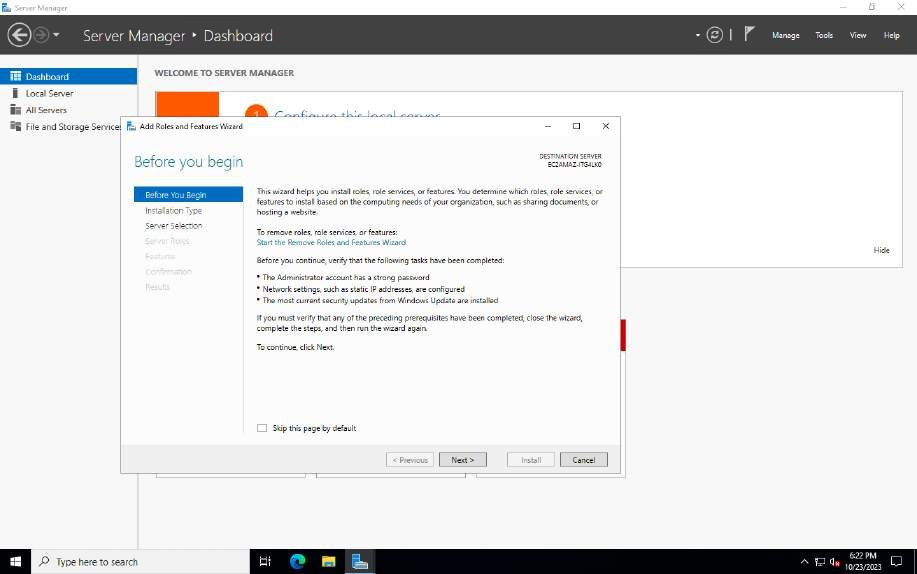 Server Manager
Server Manager • Dashboard
Manage Tools View Help
Dashboard
Local Server
All Servers
File and Storage Services
WELCOME TO SERVER MANAGER
1 Configure this local server
Hide
Add Roles and Features Wizard
Before you begin
DESTINATION SERVER
EC2AMAZ-ITG4LK0
Before You Begin
Installation Type
Server Selection
Server Roles
Features
Confirmation
Results
This wizard helps you install roles, role services, or features. You determine which roles, role services, or
features to install based on the computing needs of your organization, such as sharing documents, or
hosting a website.
To remove roles, role services, or features:
Start the Remove Roles and Features Wizard
Before you continue, verify that the following tasks have been completed:
• The Administrator account has a strong password
• Network settings, such as static IP addresses, are configured
• The most current security updates from Windows Update are installed
If you must verify that any of the preceding prerequisites have been completed, close the wizard,
complete the steps, and then run the wizard again.
To continue, click Next.
Skip this page by default
< Previous Next > Install Cancel
Type here to search
6:22 PM
10/23/2023